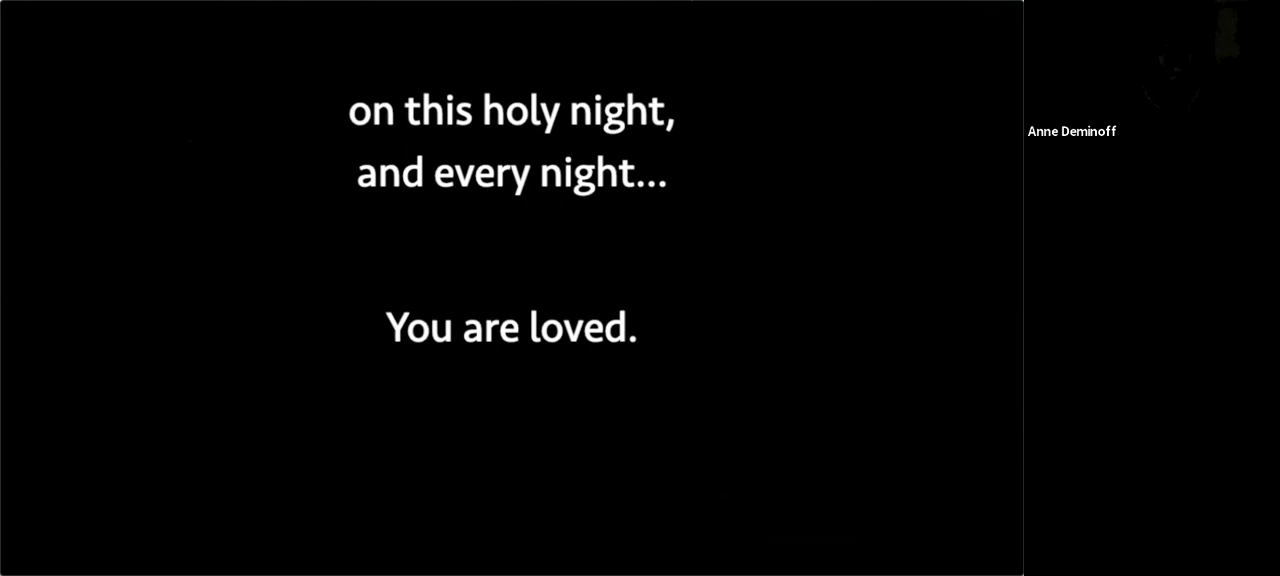 on this holy night,
and every night...
You are loved.
Anne Deminoff